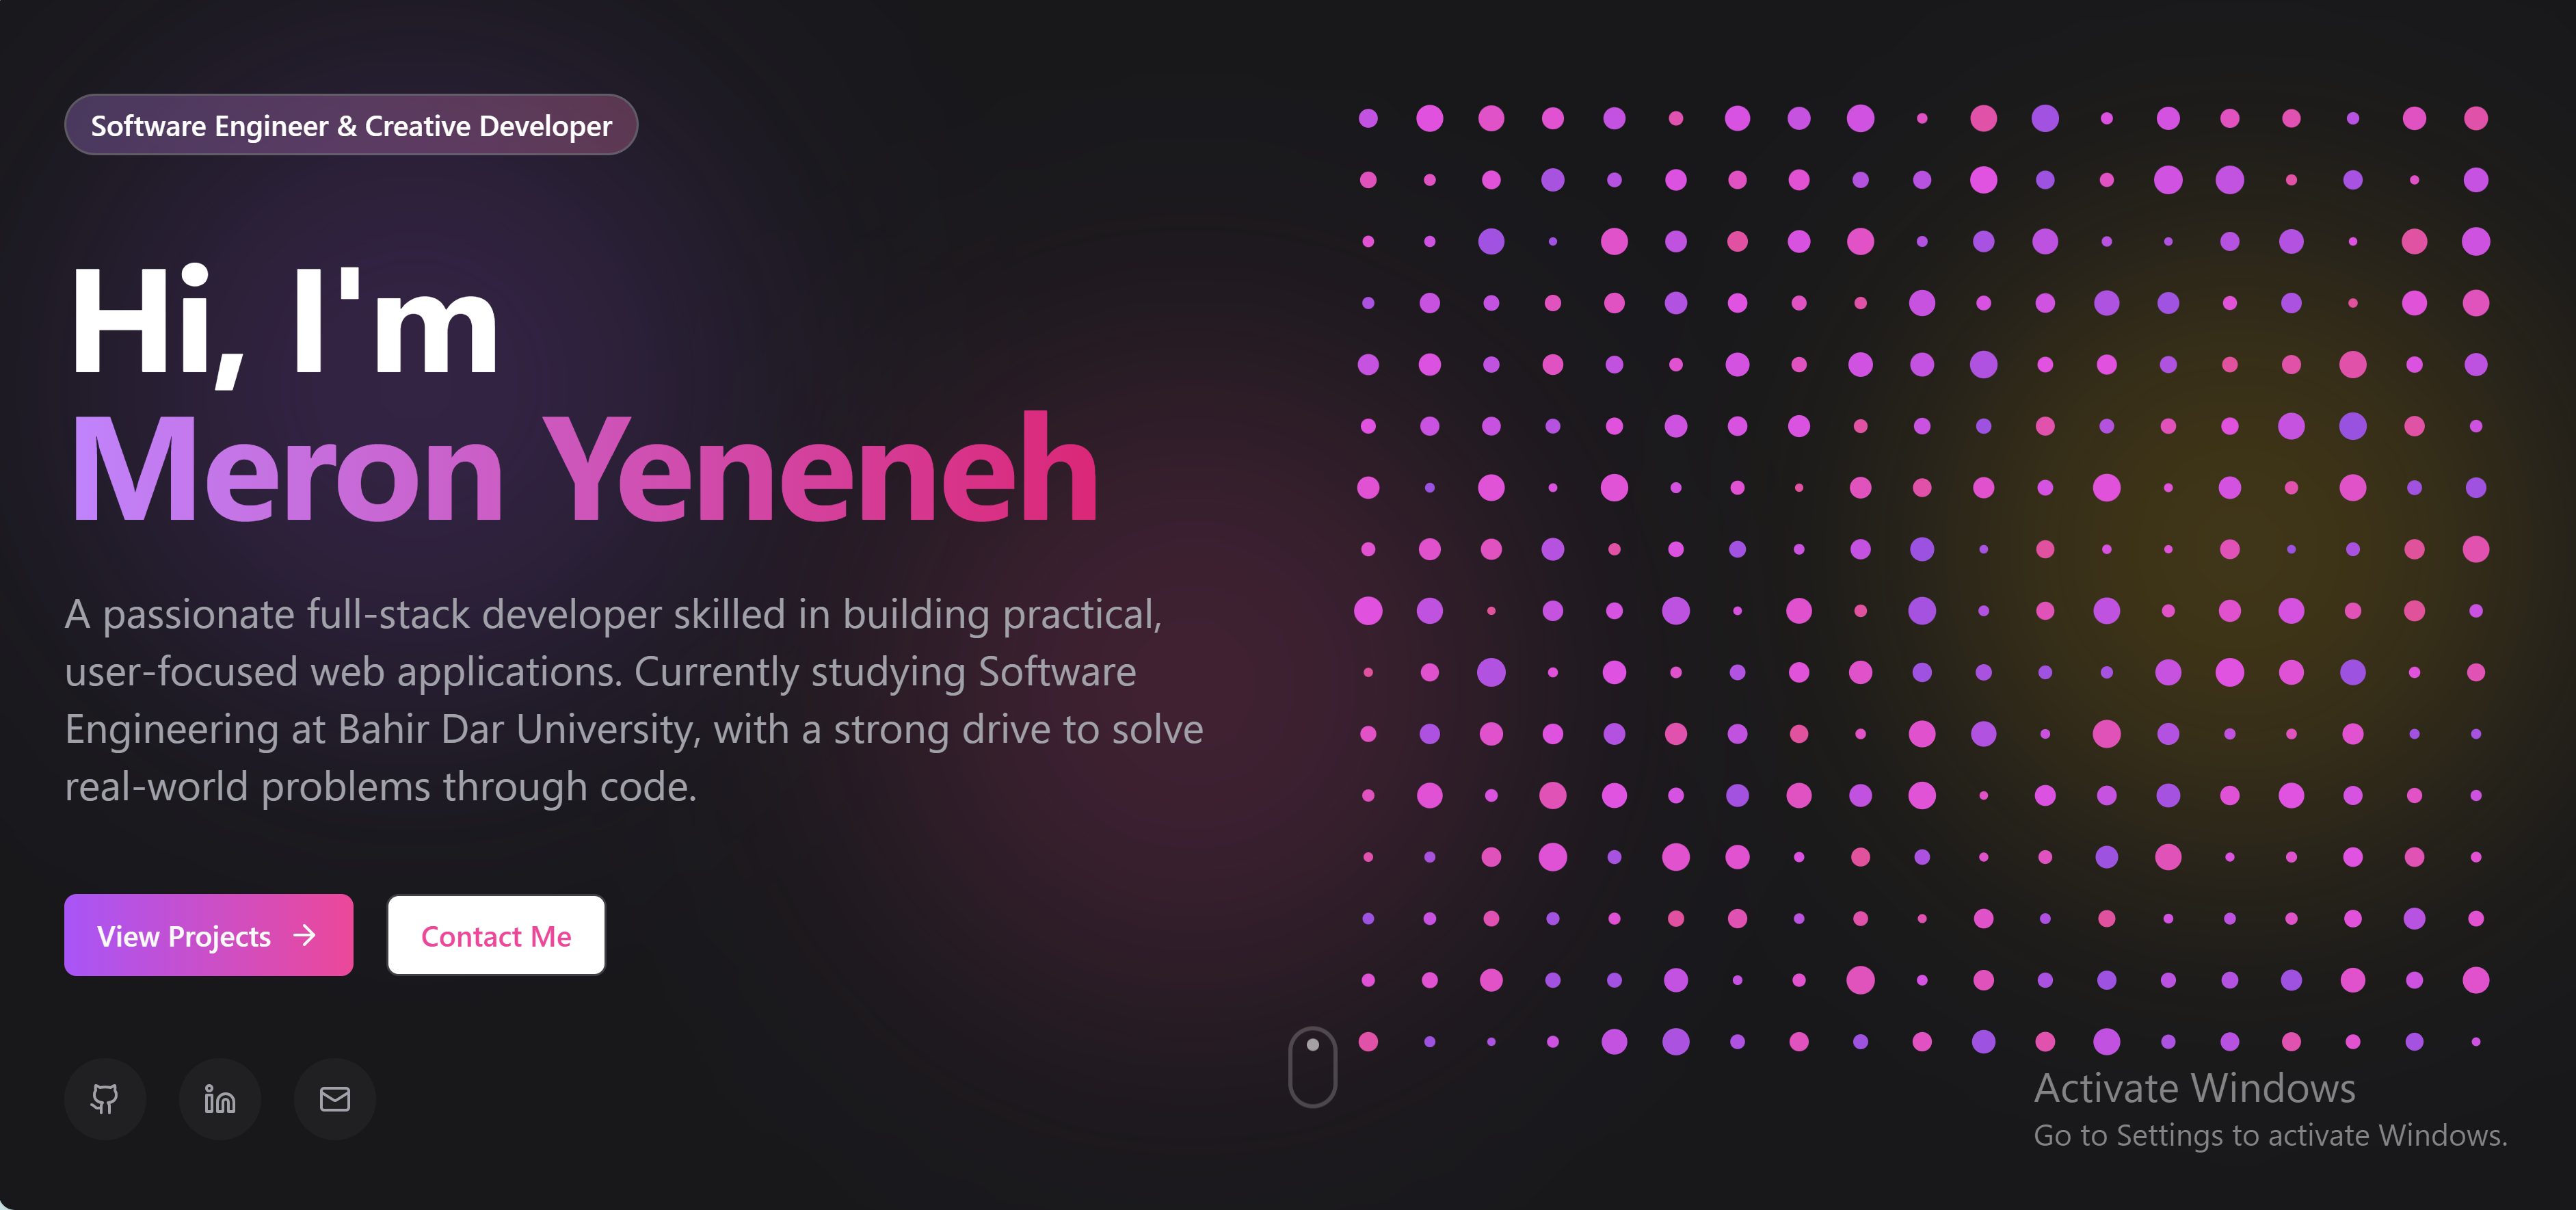 Software Engineer & Creative Developer
Hi, I'm
Meron Yeneneh
A passionate full-stack developer skilled in building practical,
user-focused web applications. Currently studying Software
Engineering at Bahir Dar University, with a strong drive to solve
real-world problems through code.
View Projects →
Contact Me
in
Activate Windows
Go to Settings to activate Windows.